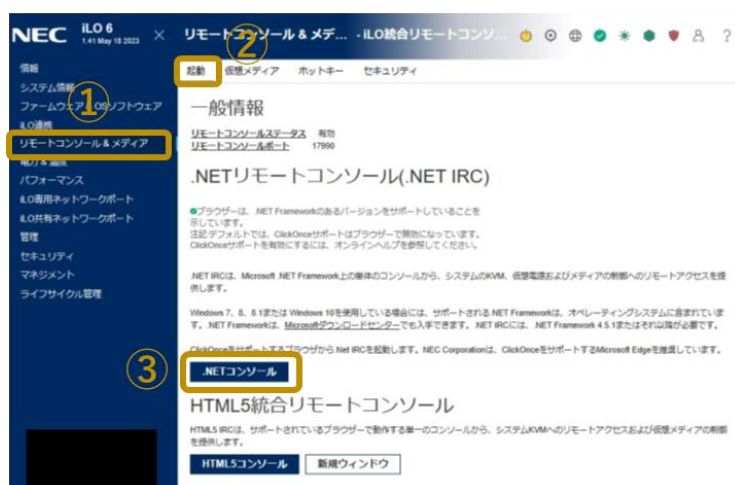 NEC iLO 6
1.41 May 18 2023
×
リモートコンソール & メデ... - iLO統合リモートコンソ...
?
②
起動 仮想メディア ホットキー セキュリティ
情報
システム情報
ファームウェア & OSソフトウェア
①
iLO連携
リモートコンソール & メディア
電力 & 温度
パフォーマンス
iLO専用ネットワークポート
iLO共有ネットワークポート
管理
セキュリティ
マネジメント
ライフサイクル管理
一般情報
リモートコンソールステータス 有効
リモートコンソールポート 17990
.NETリモートコンソール(.NET IRC)
ブラウザーは、.NET Frameworkのあるバージョンをサポートしていることを
示しています。
注記:デフォルトでは、ClickOnceサポートはブラウザーで無効になっています。
ClickOnceサポートを有効にするには、オンラインヘルプを参照してください。
.NET IRCは、Microsoft .NET Framework上の単体のコンソールから、システムのKVM、仮想電源およびメディアの制御へのリモートアクセスを提
供します。
Windows 7、8、8.1または Windows 10を使用している場合には、サポートされる.NET Frameworkは、オペレーティングシステムに含まれていま
す。.NET Frameworkは、Microsoftダウンロードセンターでも入手できます。.NET IRCには、.NET Framework 4.5.1またはそれ以降が必要です。
ClickOnceをサポートするブラウザから.Net IRCを起動します。NEC Corporationは、ClickOnceをサポートするMicrosoft Edgeを推奨しています。
③
.NETコンソール
HTML5統合リモートコンソール
HTML5 IRCは、サポートされているブラウザーで動作する単一のコンソールから、システムKVMへのリモートアクセスおよび仮想メディアの制御
を提供します。
HTML5コンソール 新規ウィンドウ